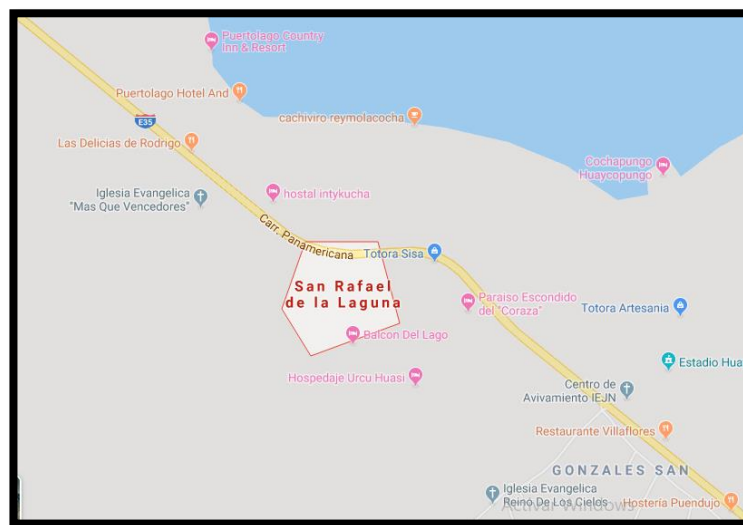 Puertolago Country
Inn & Resort
Puertolago Hotel And
cachiviro reymolacocha
E35
Las Delicias de Rodrigo
Cochapungo
Huaycopungo
Iglesia Evangelica
"Mas Que Vencedores"
hostal intykucha
Carr. Panamericana
Totora Sisa
San Rafael
de la Laguna
Paraiso Escondido
del "Coraza"
Totora Artesania
Balcon Del Lago
Estadio Hua
Hospedaje Urcu Huasi
Centro de
Avivamiento IEJN
Restaurante Villaflores
GONZALES SAN
Iglesia Evangelica
Reino De Los Cielos
Hostería Puendujo
Activar Windows